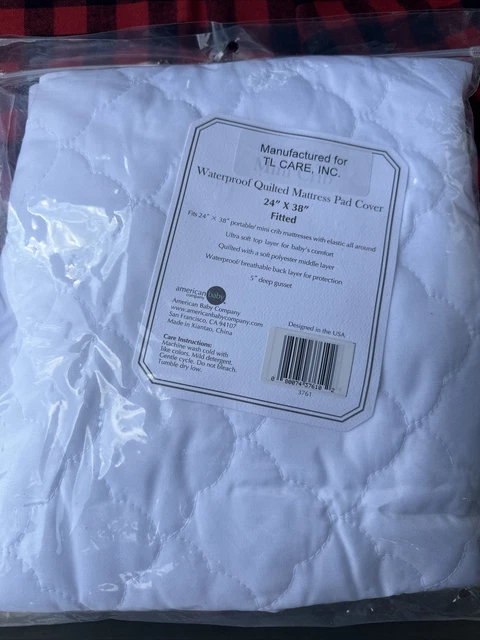 Manufactured for
TL CARE, INC.
Waterproof Quilted Mattress Pad Cover
24" X 38"
Fitted
Fits 24" X 38" portable/ mini crib mattresses with elastic all around
Ultra soft top layer for baby's comfort
Quilted with a soft polyester middle layer
Waterproof/ breathable back layer for protection
5" deep gusset
american baby
company
American Baby Company
www.americanbabycompany.com
San Francisco, CA 94107
Made in Xiantao, China
Designed in the USA
Care Instructions:
Machine wash cold with
like colors. Mild detergent.
Gentle cycle. Do not bleach.
Tumble dry low.
3761